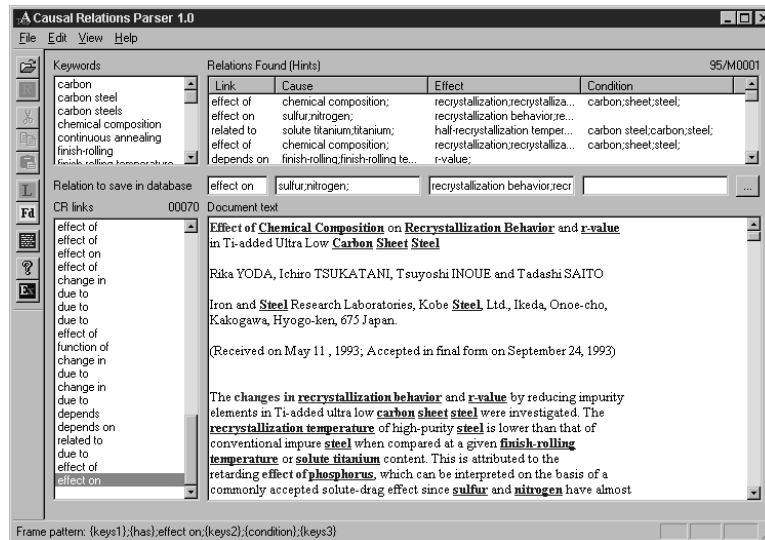 Causal Relations Parser 1.0
File Edit View Help
Keywords
carbon
carbon steel
carbon steels
chemical composition
continuous annealing
finish-rolling
finish-rolling temperature
Relations Found (Hints) 95/M0001
Link Cause Effect Condition
effect of chemical composition; recrystallization;recrystalliza... carbon;sheet;steel;
effect on sulfur;nitrogen; recrystallization behavior;re...
related to solute titanium;titanium; half-recrystallization temper... carbon steel;carbon;steel;
effect of chemical composition; recrystallization;recrystalliza... carbon;sheet;steel;
depends on finish-rolling;finish-rolling te... r-value;
Relation to save in database effect on sulfur;nitrogen; recrystallization behavior;recr ...
CR links 00070
effect of
effect of
effect on
effect of
change in
due to
due to
due to
effect of
function of
change in
due to
change in
due to
depends
depends on
related to
due to
effect of
effect on
Document text
Effect of Chemical Composition on Recrystallization Behavior and r-value
in Ti-added Ultra Low Carbon Sheet Steel
Rika YODA, Ichiro TSUKATANI, Tsuyoshi INOUE and Tadashi SAITO
Iron and Steel Research Laboratories, Kobe Steel, Ltd., Ikeda, Onoe-cho,
Kakogawa, Hyogo-ken, 675 Japan.
(Received on May 11 , 1993; Accepted in final form on September 24, 1993)
The changes in recrystallization behavior and r-value by reducing impurity
elements in Ti-added ultra low carbon sheet steel were investigated. The
recrystallization temperature of high-purity steel is lower than that of
conventional impure steel when compared at a given finish-rolling
temperature or solute titanium content. This is attributed to the
retarding effect of phosphorus, which can be interpreted on the basis of a
commonly accepted solute-drag effect since sulfur and nitrogen have almost
L
Fd
Ex
Frame pattern: {keys1};{has};effect on;{keys2};{condition};{keys3}